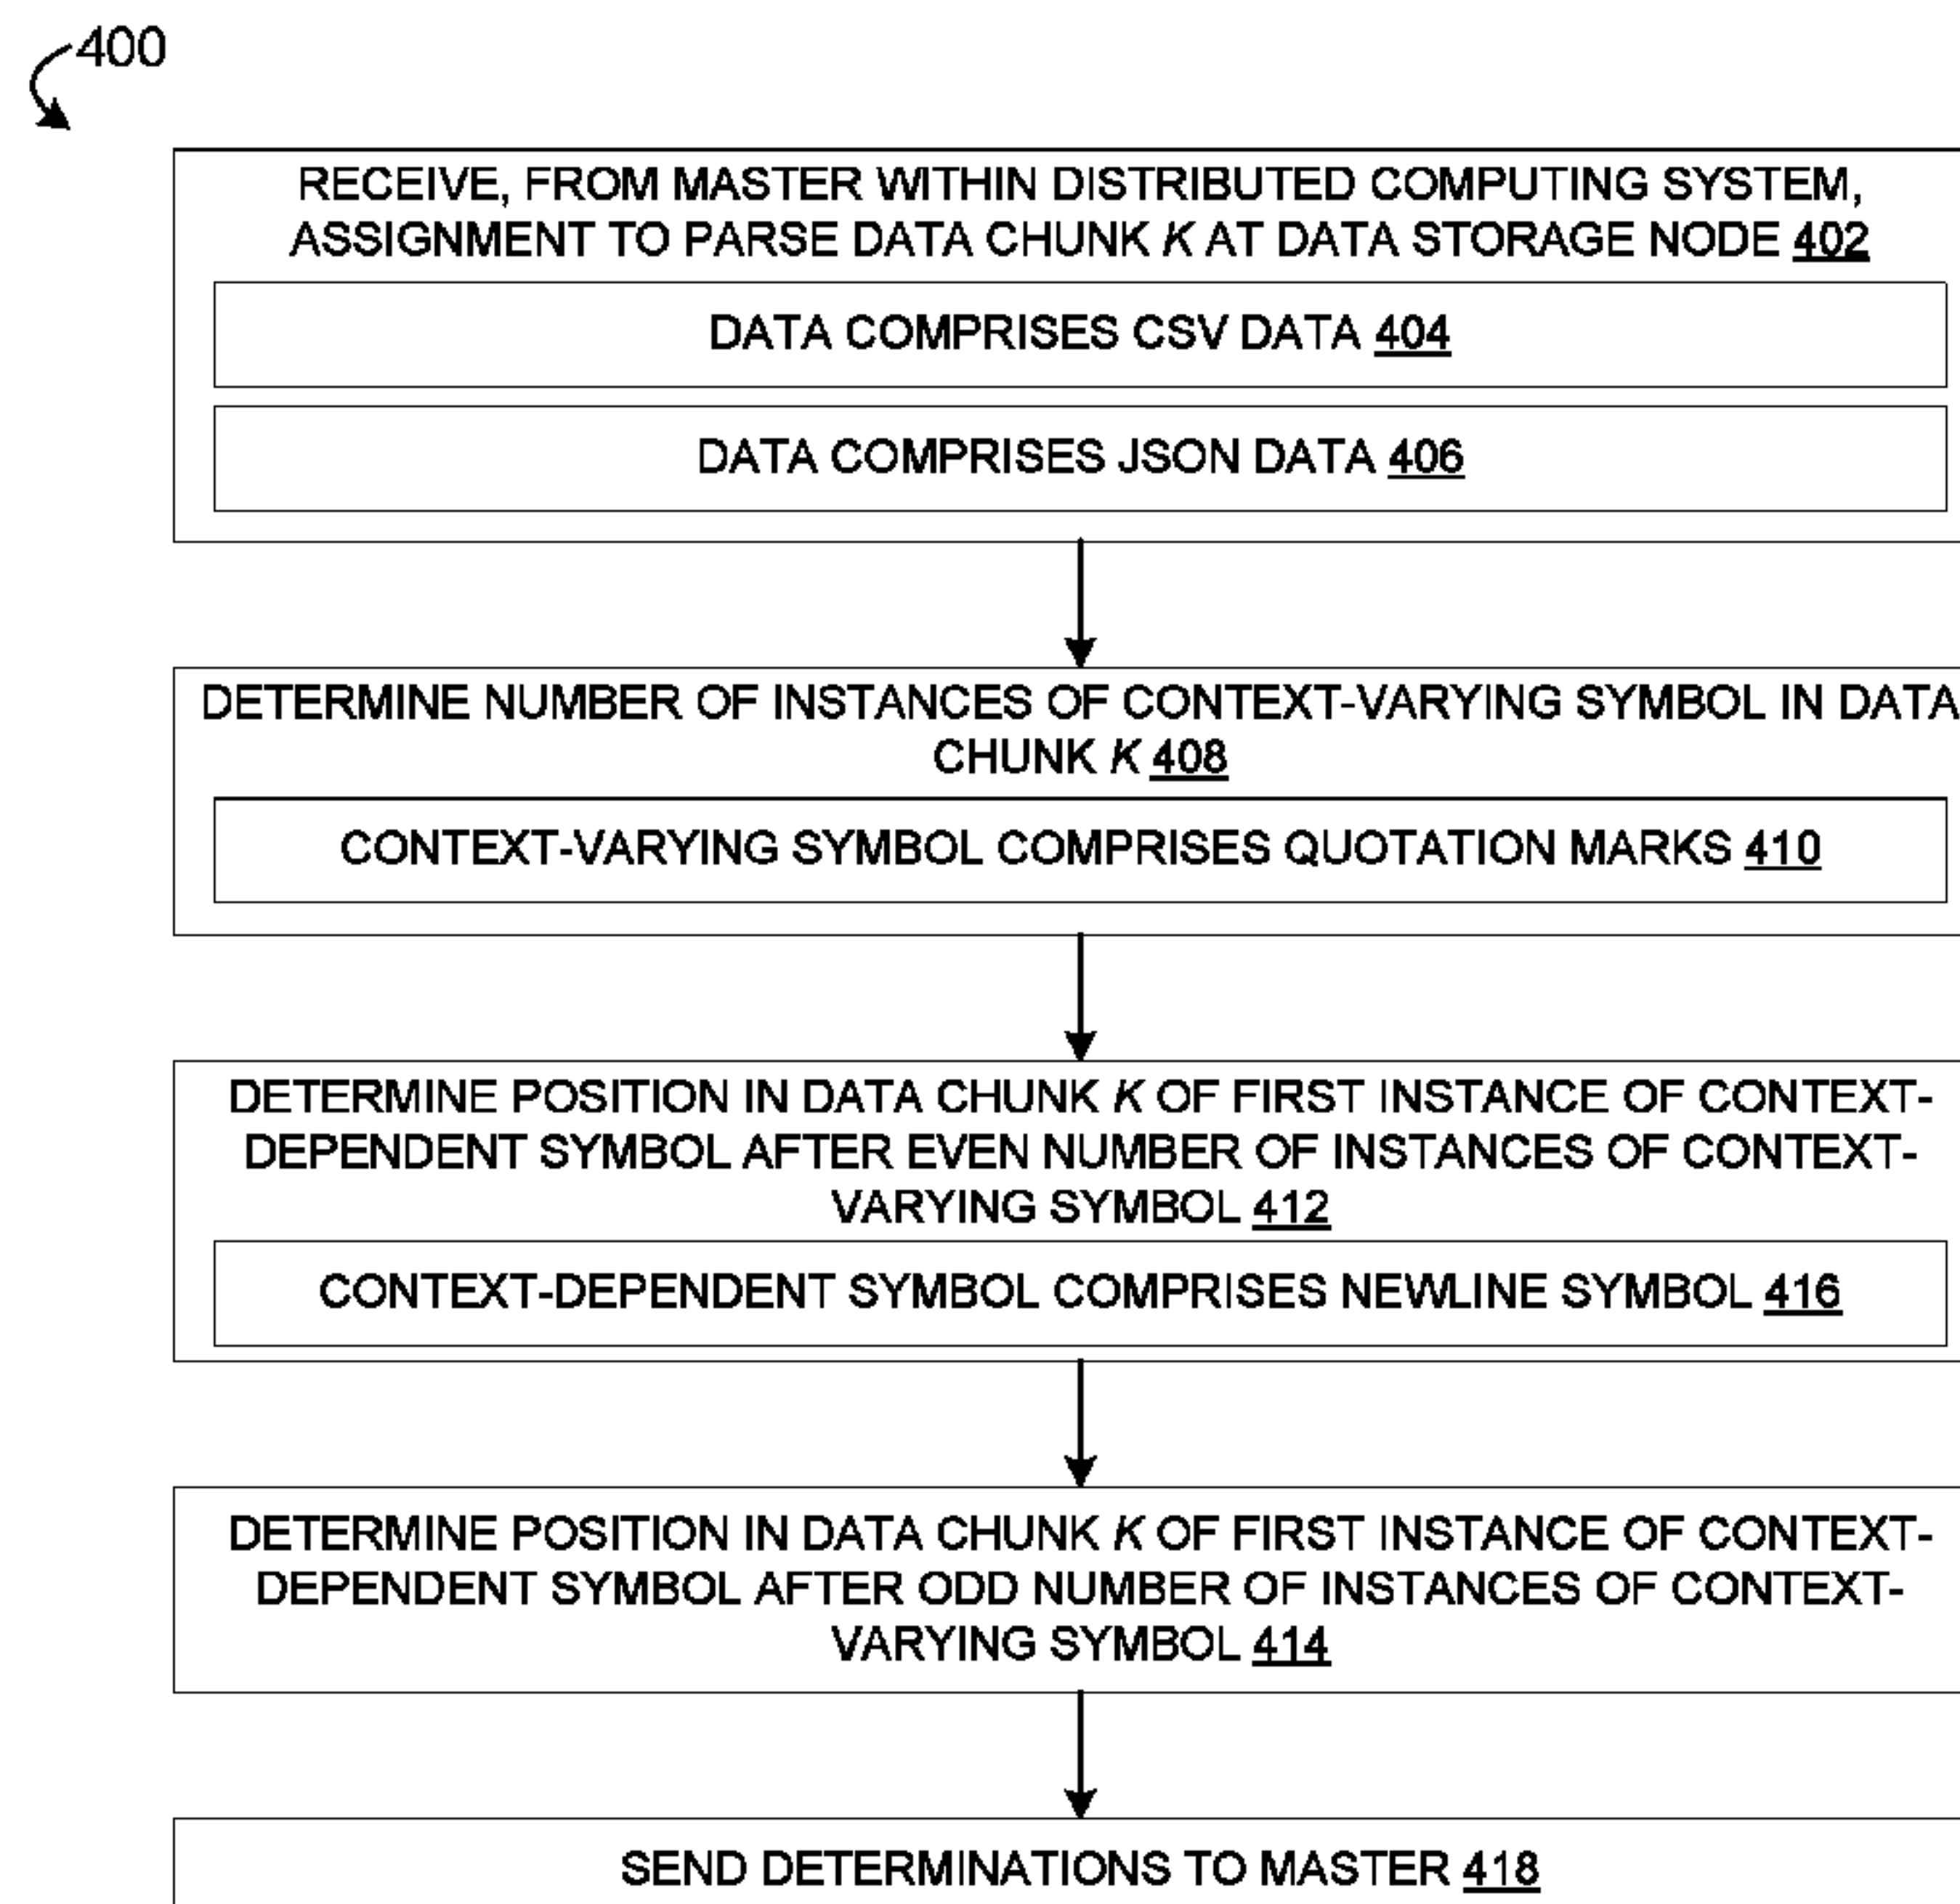 400
RECEIVE, FROM MASTER WITHIN DISTRIBUTED COMPUTING SYSTEM,
ASSIGNMENT TO PARSE DATA CHUNK K AT DATA STORAGE NODE 402
DATA COMPRISES CSV DATA 404
DATA COMPRISES JSON DATA 406
DETERMINE NUMBER OF INSTANCES OF CONTEXT-VARYING SYMBOL IN DATA
CHUNK K 408
CONTEXT-VARYING SYMBOL COMPRISES QUOTATION MARKS 410
DETERMINE POSITION IN DATA CHUNK K OF FIRST INSTANCE OF CONTEXT-
DEPENDENT SYMBOL AFTER EVEN NUMBER OF INSTANCES OF CONTEXT-
VARYING SYMBOL 412
CONTEXT-DEPENDENT SYMBOL COMPRISES NEWLINE SYMBOL 416
DETERMINE POSITION IN DATA CHUNK K OF FIRST INSTANCE OF CONTEXT-
DEPENDENT SYMBOL AFTER ODD NUMBER OF INSTANCES OF CONTEXT-
VARYING SYMBOL 414
SEND DETERMINATIONS TO MASTER 418